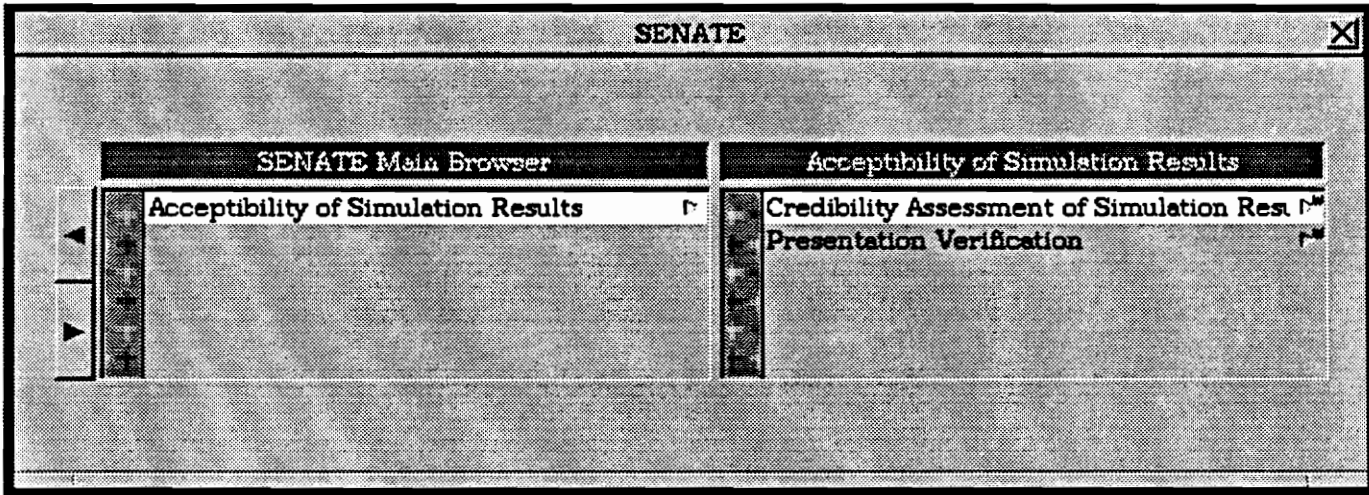 SENATE
SENATE Main Browser
Acceptibility of Simulation Results
Acceptibility of Simulation Results
Credibility Assessment of Simulation Resu
Presentation Verification